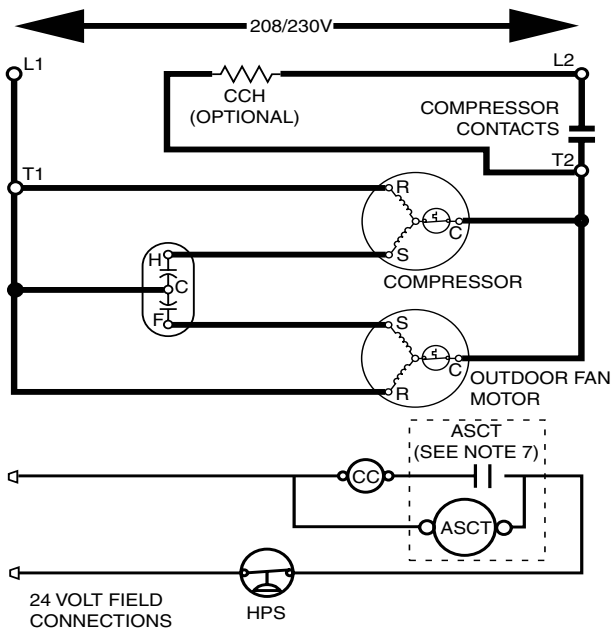 208/230V
L1
L2
CCH
(OPTIONAL)
COMPRESSOR
CONTACTS
T1
T2
R
C
S
COMPRESSOR
H
C
F
S
C
R
OUTDOOR FAN
MOTOR
ASCT
(SEE NOTE 7)
CC
ASCT
24 VOLT FIELD
CONNECTIONS
HPS